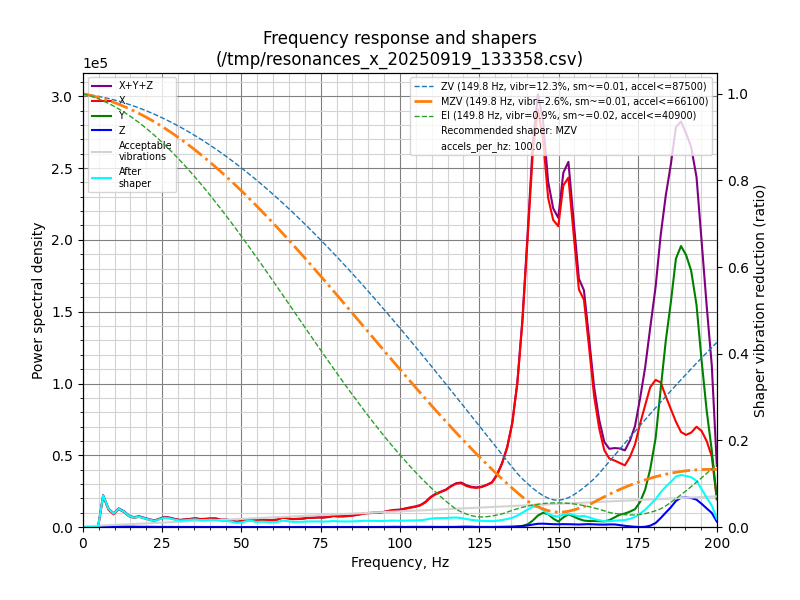 Frequency response and shapers
(/tmp/resonances_x_20250919_133358.csv)
1e5
X+Y+Z
X
Y
Z
Acceptable
vibrations
After
shaper
ZV (149.8 Hz, vibr=12.3%, sm~=0.01, accel<=87500)
MZV (149.8 Hz, vibr=2.6%, sm~=0.01, accel<=66100)
EI (149.8 Hz, vibr=0.9%, sm~=0.02, accel<=40900)
Recommended shaper: MZV
accels_per_hz: 100.0
3.0
2.5
2.0
1.5
1.0
0.5
0.0
Power spectral density
1.0
0.8
0.6
0.4
0.2
0.0
Shaper vibration reduction (ratio)
0 25 50 75 100 125 150 175 200
Frequency, Hz